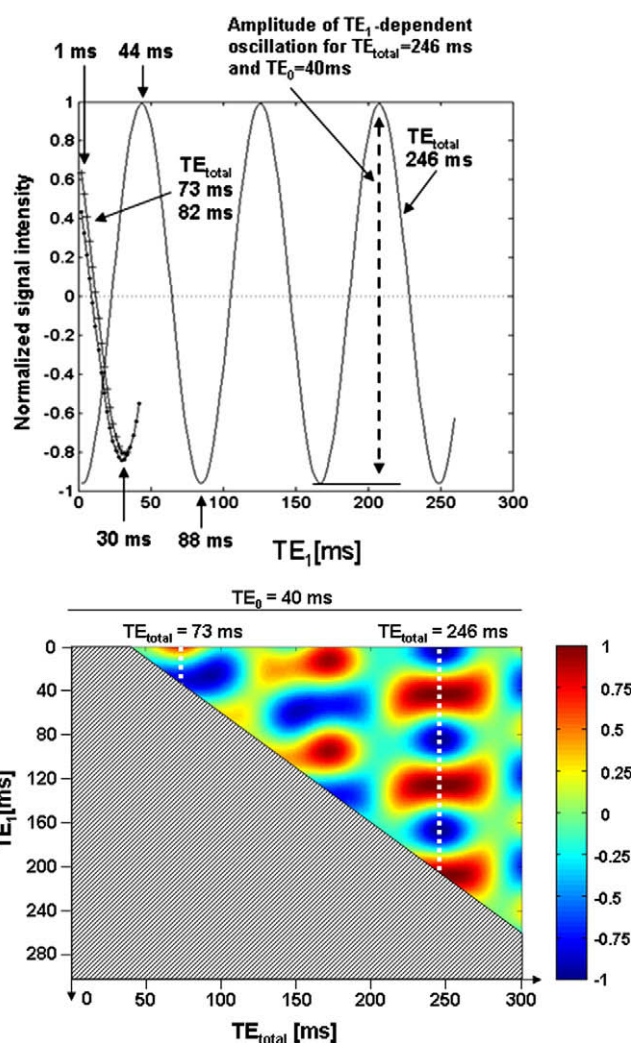 Amplitude of TE1-dependent
oscillation for TEtotal=246 ms
and TE0=40ms
1 ms
44 ms
TEtotal
246 ms
TEtotal
73 ms
82 ms
Normalized signal intensity
1
0.8
0.6
0.4
0.2
0
-0.2
-0.4
-0.6
-0.8
-1
0 50 100 150 200 250 300
30 ms
88 ms
TE1[ms]
TE0 = 40 ms
TEtotal = 73 ms
TEtotal = 246 ms
TE1[ms]
0
40
80
120
160
200
240
280
0 50 100 150 200 250 300
TEtotal [ms]
1
0.75
0.5
0.25
0
-0.25
-0.5
-0.75
-1